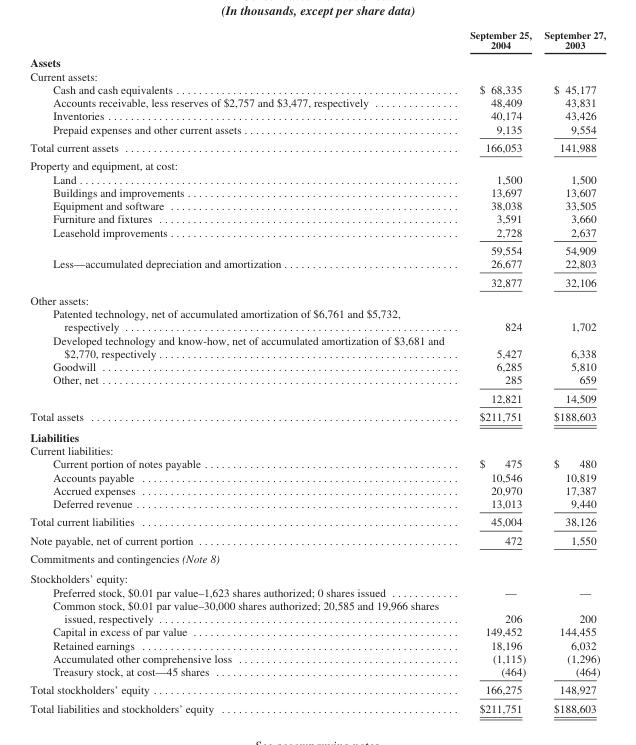 (In thousands, except per share data)
September 25, September 27,
2004 2003
Assets
Current assets:
Cash and cash equivalents $ 68,335 $ 45,177
Accounts receivable, less reserves of $2,757 and $3,477, respectively 48,409 43,831
Inventories 40,174 43,426
Prepaid expenses and other current assets 9,135 9,554
Total current assets 166,053 141,988
Property and equipment, at cost:
Land 1,500 1,500
Buildings and improvements 13,697 13,607
Equipment and software 38,038 33,505
Furniture and fixtures 3,591 3,660
Leasehold improvements 2,728 2,637
59,554 54,909
Less—accumulated depreciation and amortization 26,677 22,803
32,877 32,106
Other assets:
Patented technology, net of accumulated amortization of $6,761 and $5,732,
respectively 824 1,702
Developed technology and know-how, net of accumulated amortization of $3,681 and
$2,770, respectively 5,427 6,338
Goodwill 6,285 5,810
Other, net 285 659
12,821 14,509
Total assets $211,751 $188,603
Liabilities
Current liabilities:
Current portion of notes payable $ 475 $ 480
Accounts payable 10,546 10,819
Accrued expenses 20,970 17,387
Deferred revenue 13,013 9,440
Total current liabilities 45,004 38,126
Note payable, net of current portion 472 1,550
Commitments and contingencies (Note 8)
Stockholders' equity:
Preferred stock, $0.01 par value–1,623 shares authorized; 0 shares issued — —
Common stock, $0.01 par value–30,000 shares authorized; 20,585 and 19,966 shares
issued, respectively 206 200
Capital in excess of par value 149,452 144,455
Retained earnings 18,196 6,032
Accumulated other comprehensive loss (1,115) (1,296)
Treasury stock, at cost—45 shares (464) (464)
Total stockholders' equity 166,275 148,927
Total liabilities and stockholders' equity $211,751 $188,603